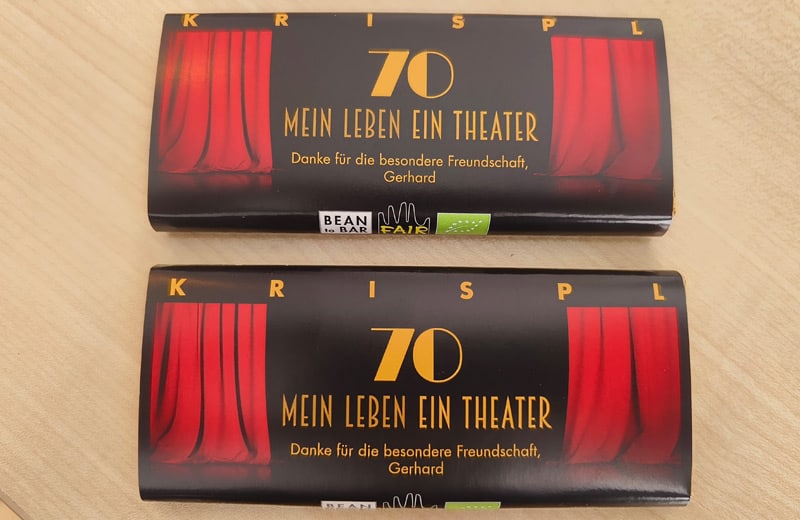 K R I S P L
70
MEIN LEBEN EIN THEATER
Danke für die besondere Freundschaft,
Gerhard
BEAN
to BAR
FAIR
K R I S P L
70
MEIN LEBEN EIN THEATER
Danke für die besondere Freundschaft,
Gerhard
BEAN